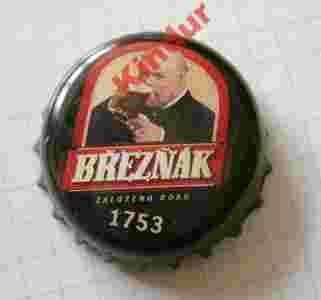 Kindur
BŘEZŇÁK
ZALOŽENO ROKU
1753